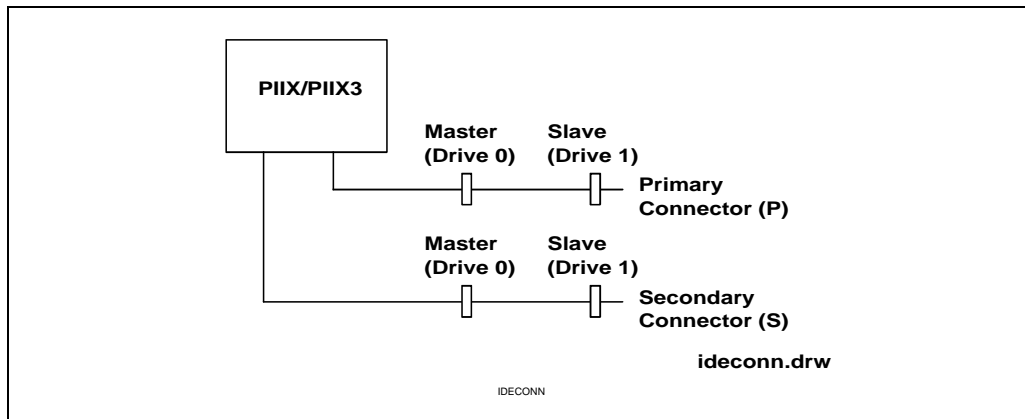 PIIX/PIIX3
Master
(Drive 0)
Slave
(Drive 1)
Primary
Connector (P)
Master
(Drive 0)
Slave
(Drive 1)
Secondary
Connector (S)
ideconn.drw
IDECONN